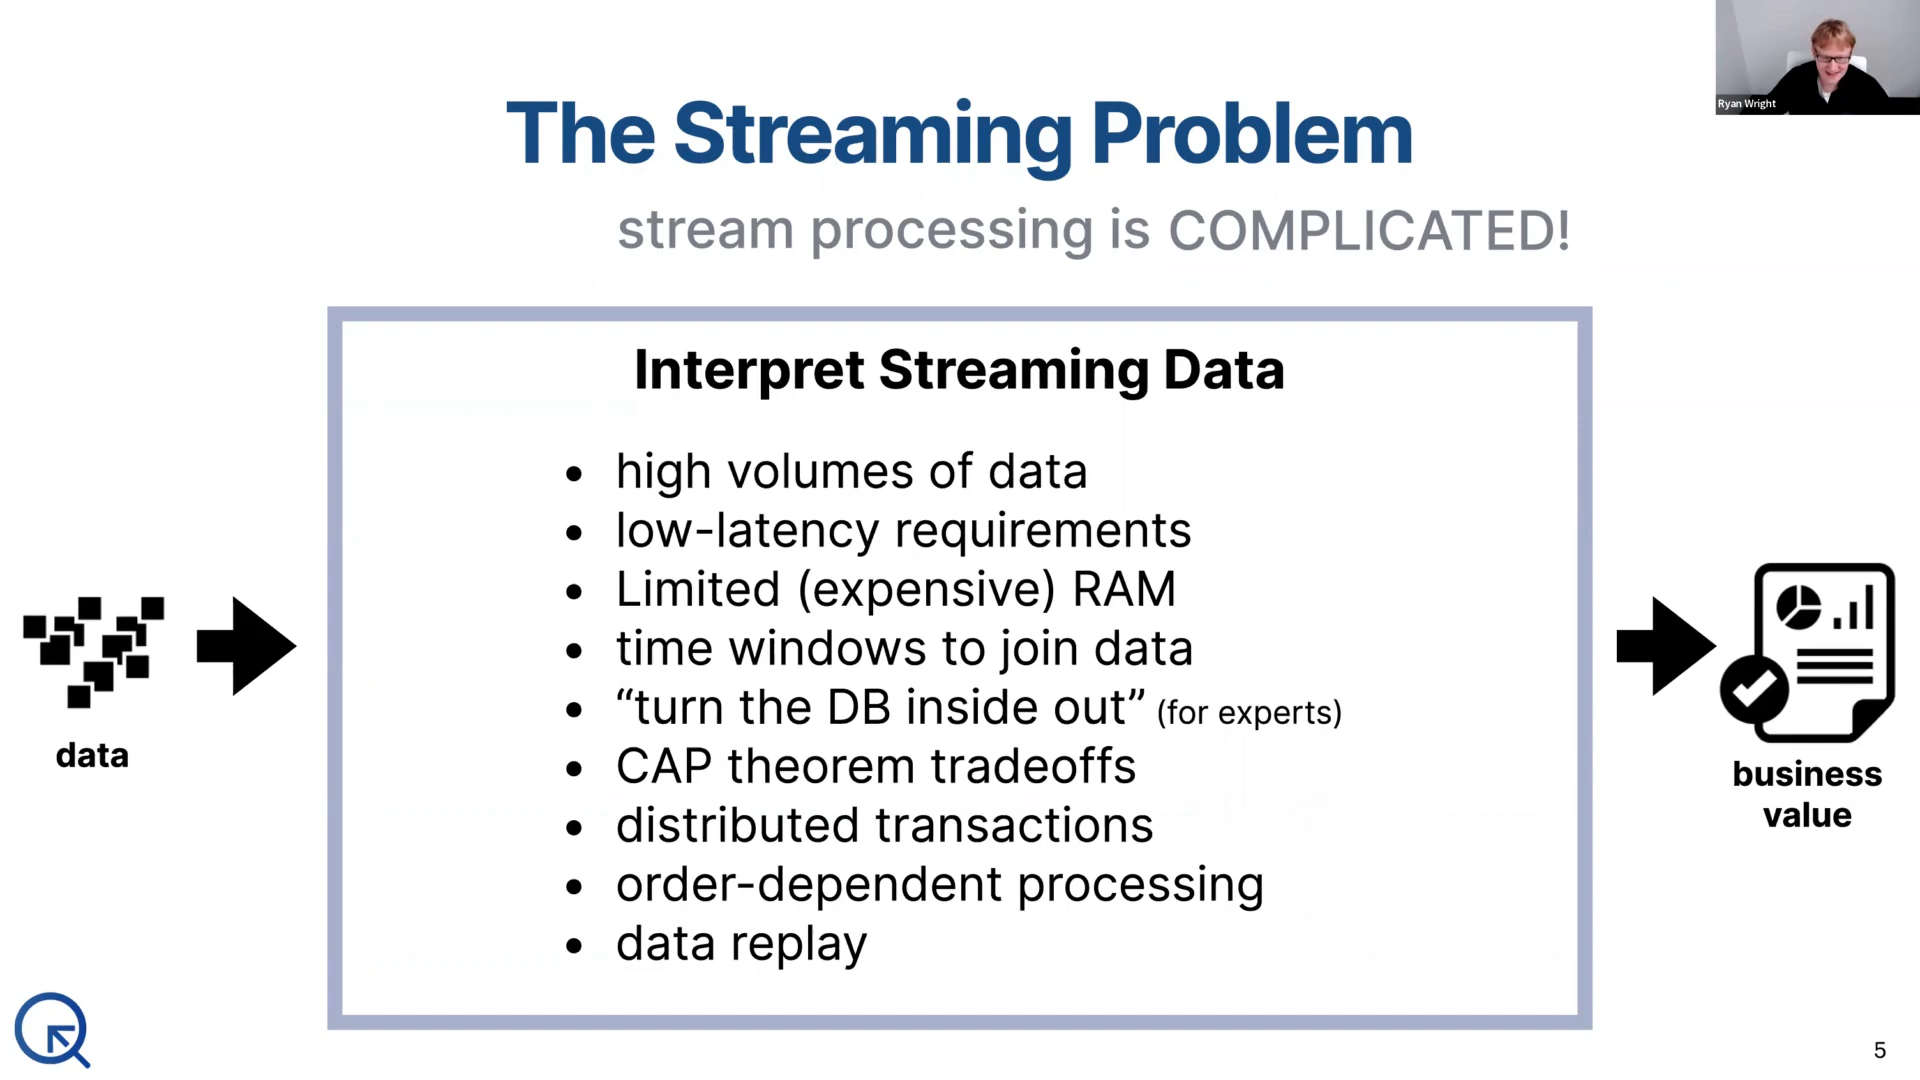 Ryan Wright
The Streaming Problem
stream processing is COMPLICATED!
Interpret Streaming Data
• high volumes of data
• low-latency requirements
• Limited (expensive) RAM
• time windows to join data
• “turn the DB inside out” (for experts)
• CAP theorem tradeoffs
• distributed transactions
• order-dependent processing
• data replay
data
business
value
5